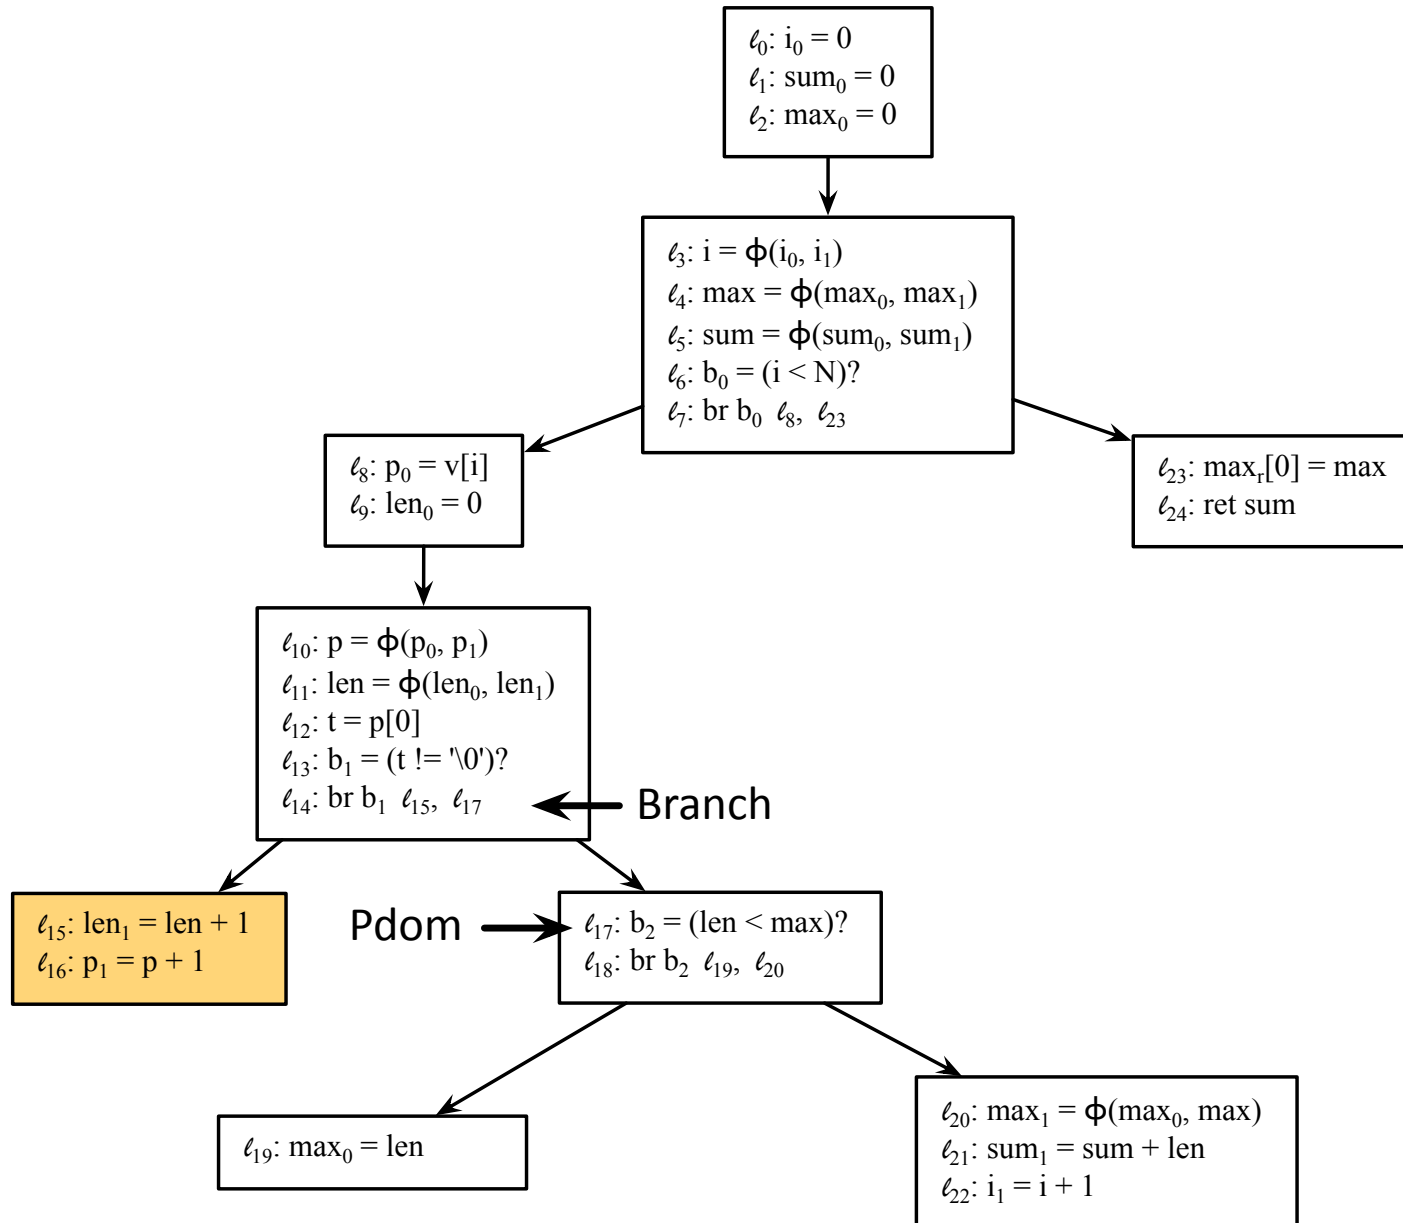 ℓ0: i0 = 0
ℓ1: sum0 = 0
ℓ2: max0 = 0
ℓ3: i = ϕ(i0, i1)
ℓ4: max = ϕ(max0, max1)
ℓ5: sum = ϕ(sum0, sum1)
ℓ6: b0 = (i < N)?
ℓ7: br b0 ℓ8, ℓ23
ℓ8: p0 = v[i]
ℓ9: len0 = 0
ℓ23: maxr[0] = max
ℓ24: ret sum
ℓ10: p = ϕ(p0, p1)
ℓ11: len = ϕ(len0, len1)
ℓ12: t = p[0]
ℓ13: b1 = (t != '\0')?
ℓ14: br b1 ℓ15, ℓ17
Branch
ℓ15: len1 = len + 1
ℓ16: p1 = p + 1
Pdom
ℓ17: b2 = (len < max)?
ℓ18: br b2 ℓ19, ℓ20
ℓ19: max0 = len
ℓ20: max1 = ϕ(max0, max)
ℓ21: sum1 = sum + len
ℓ22: i1 = i + 1